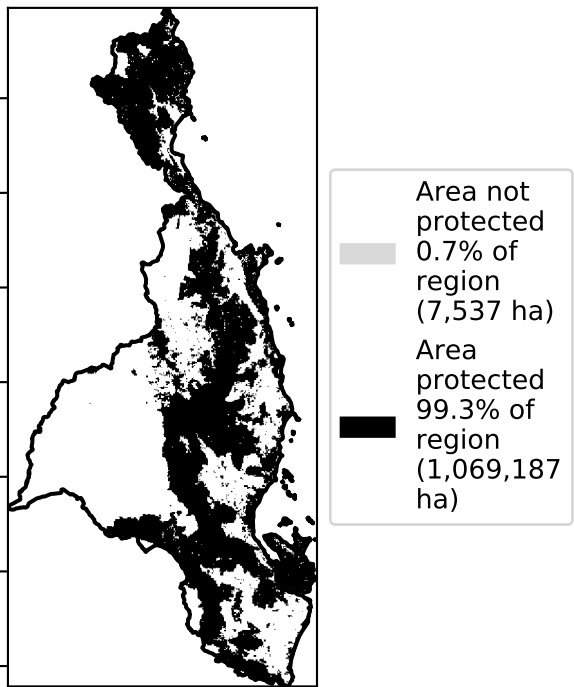 Area not
protected
0.7% of
region
(7,537 ha)
Area
protected
99.3% of
region
(1,069,187
ha)